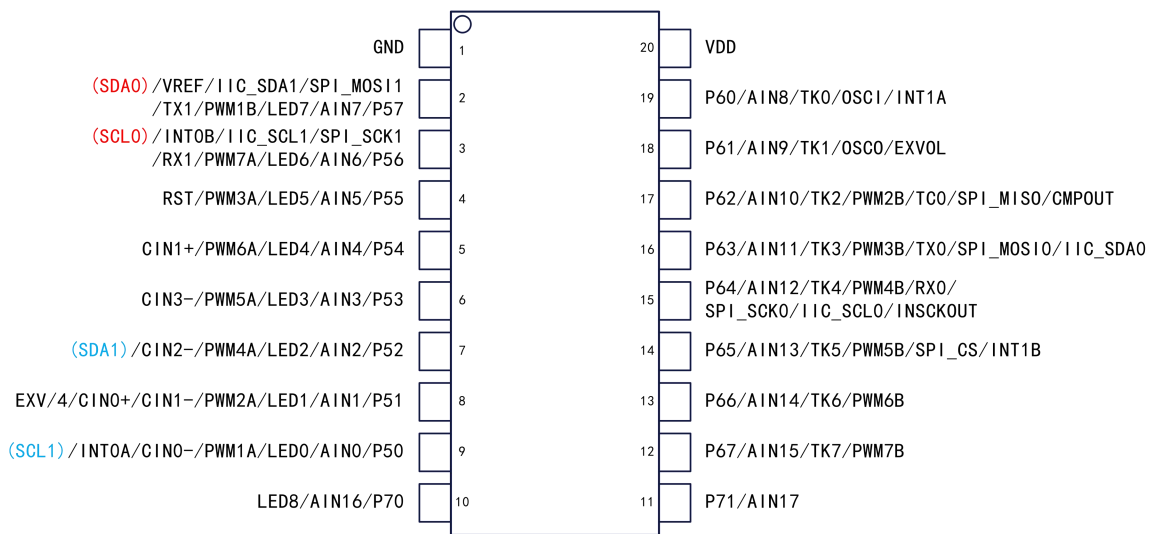 GND
1
20
VDD
(SDA0)/VREF/IIC_SDA1/SPI_MOSI1
/TX1/PWM1B/LED7/AIN7/P57
2
19
P60/AIN8/TK0/OSCI/INT1A
(SCL0)/INT0B/IIC_SCL1/SPI_SCK1
/RX1/PWM7A/LED6/AIN6/P56
3
18
P61/AIN9/TK1/OSCO/EXVOL
RST/PWM3A/LED5/AIN5/P55
4
17
P62/AIN10/TK2/PWM2B/TC0/SPI_MISO/CMPOUT
CIN1+/PWM6A/LED4/AIN4/P54
5
16
P63/AIN11/TK3/PWM3B/TX0/SPI_MOSI0/IIC_SDA0
CIN3-/PWM5A/LED3/AIN3/P53
6
15
P64/AIN12/TK4/PWM4B/RX0/
SPI_SCK0/IIC_SCL0/INSCKOUT
(SDA1)/CIN2-/PWM4A/LED2/AIN2/P52
7
14
P65/AIN13/TK5/PWM5B/SPI_CS/INT1B
EXV/4/CIN0+/CIN1-/PWM2A/LED1/AIN1/P51
8
13
P66/AIN14/TK6/PWM6B
(SCL1)/INT0A/CIN0-/PWM1A/LED0/AIN0/P50
9
12
P67/AIN15/TK7/PWM7B
LED8/AIN16/P70
10
11
P71/AIN17